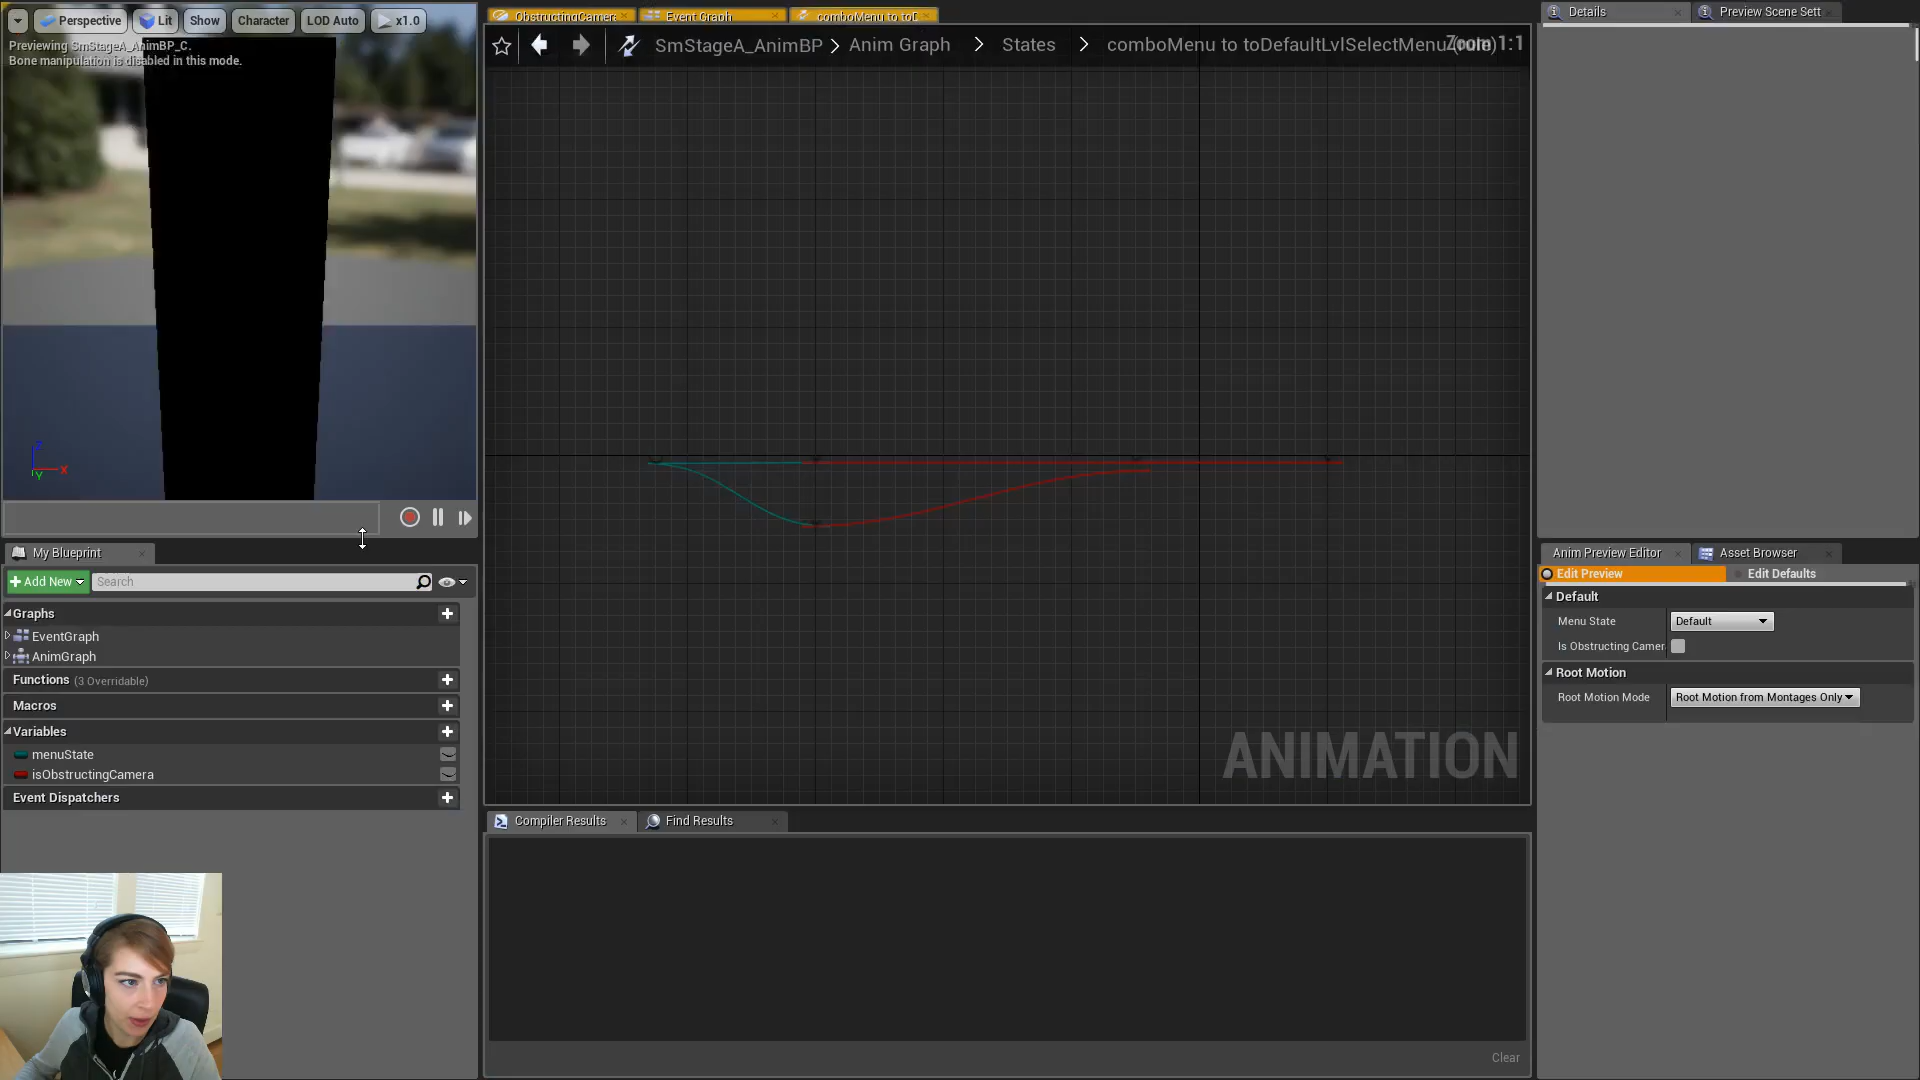 Perspective
Lit
Show
Character
LOD Auto
x1.0
Previewing SmStageA_AnimBP_C.
Bone manipulation is disabled in this mode.
X
Y
ObstructingCamera
Event Graph
comboMenu to toD
SmStageA_AnimBP
Anim Graph
States
comboMenu to toDefaultLvlSelectMenu (rule)
Zoom 1:1
ANIMATION
Details
Preview Scene Sett
My Blueprint
+ Add New
Search
Graphs
EventGraph
AnimGraph
Functions (3 Overridable)
Macros
Variables
menuState
isObstructingCamera
Event Dispatchers
Compiler Results
Find Results
Clear
Anim Preview Editor
Asset Browser
Edit Preview
Edit Defaults
Default
Menu State
Default
Is Obstructing Camer
Root Motion
Root Motion Mode
Root Motion from Montages Only